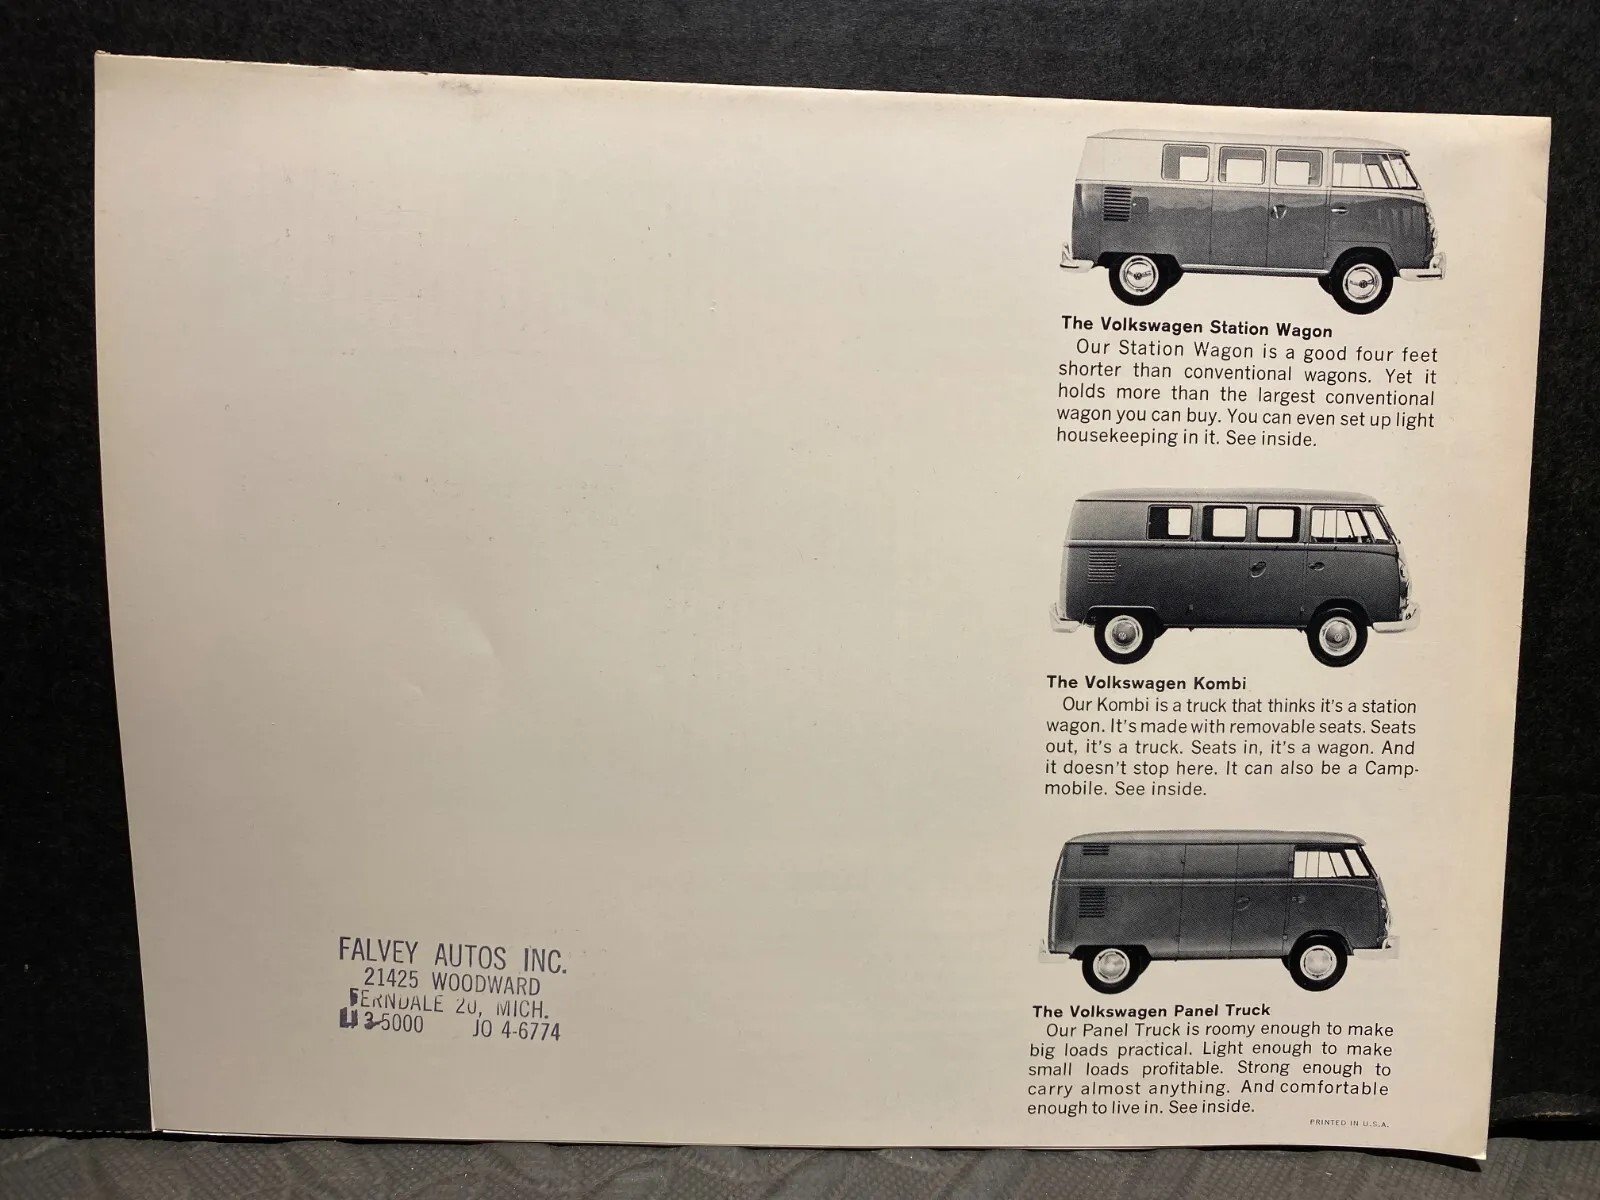 The Volkswagen Station Wagon
Our Station Wagon is a good four feet
shorter than conventional wagons. Yet it
holds more than the largest conventional
wagon you can buy. You can even set up light
housekeeping in it. See inside.
The Volkswagen Kombi
Our Kombi is a truck that thinks it's a station
wagon. It's made with removable seats. Seats
out, it's a truck. Seats in, it's a wagon. And
it doesn't stop here. It can also be a Camp-
mobile. See inside.
The Volkswagen Panel Truck
Our Panel Truck is roomy enough to make
big loads practical. Light enough to make
small loads profitable. Strong enough to
carry almost anything. And comfortable
enough to live in. See inside.
PRINTED IN U.S.A.
FALVEY AUTOS INC.
21425 WOODWARD
FERNDALE 20, MICH.
JO 4-6774